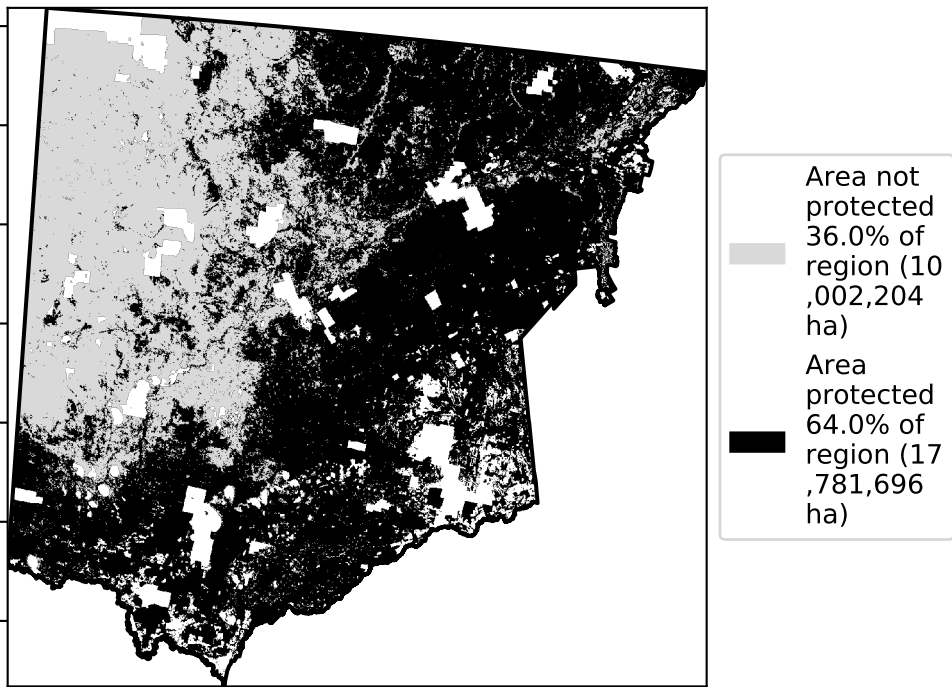 Area not
protected
36.0% of
region (10
,002,204
ha)
Area
protected
64.0% of
region (17
,781,696
ha)